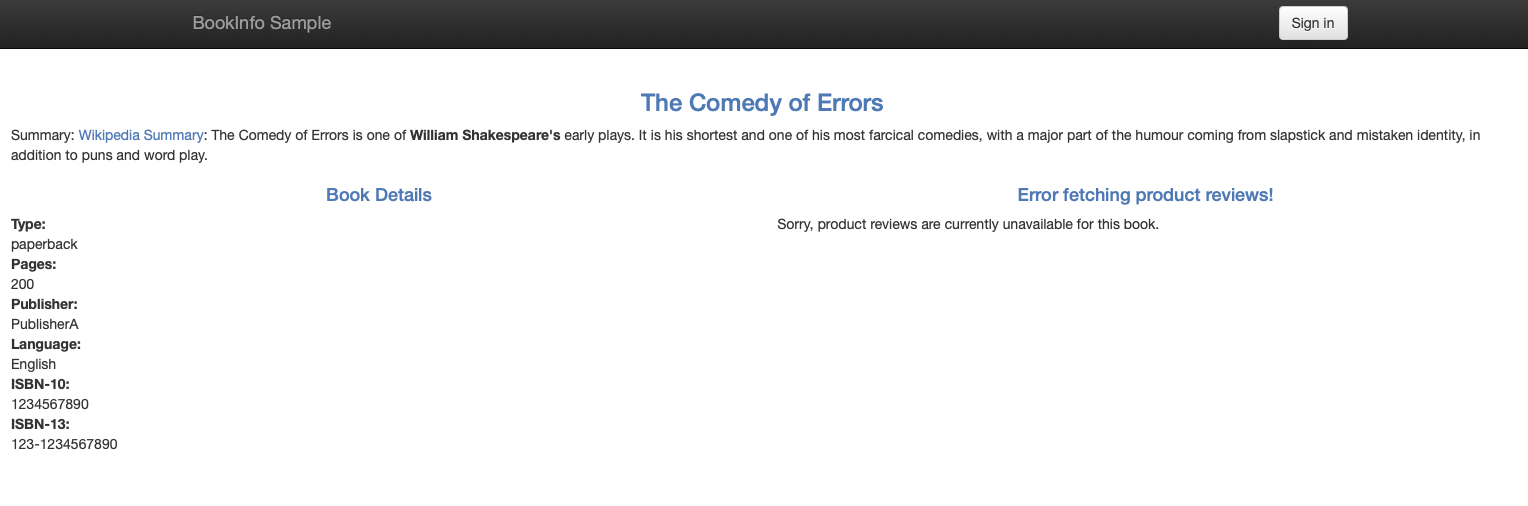 BookInfo Sample
Sign in
The Comedy of Errors
Summary: Wikipedia Summary: The Comedy of Errors is one of William Shakespeare's early plays. It is his shortest and one of his most farcical comedies, with a major part of the humour coming from slapstick and mistaken identity, in
addition to puns and word play.
Book Details
Type:
paperback
Pages:
200
Publisher:
PublisherA
Language:
English
ISBN-10:
1234567890
ISBN-13:
123-1234567890
Error fetching product reviews!
Sorry, product reviews are currently unavailable for this book.